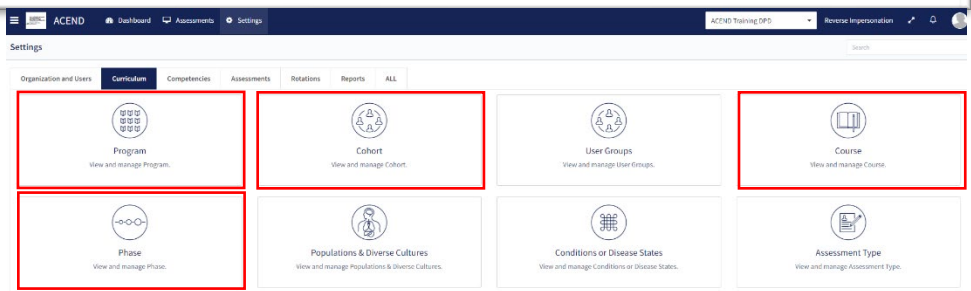 ACEND Dashboard Assessments Settings ACEND Training DPD Reverse Impersonation
Settings Search
Organization and Users Curriculum Competencies Assessments Rotations Reports ALL
Program Cohort User Groups Course
View and manage Program. View and manage Cohort. View and manage User Groups. View and manage Course.
Phase Populations & Diverse Cultures Conditions or Disease States Assessment Type
View and manage Phase. View and manage Populations & Diverse Cultures. View and manage Conditions or Disease States. View and manage Assessment Type.